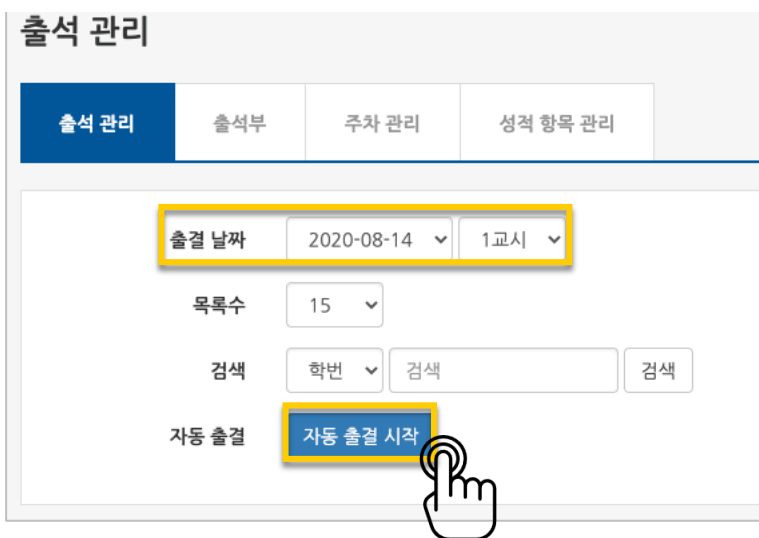 출석 관리
출석 관리 출석부 주차 관리 성적 항목 관리
출결 날짜 2020-08-14 1교시
목록수 15
검색 학번 검색 검색
자동 출결 자동 출결 시작